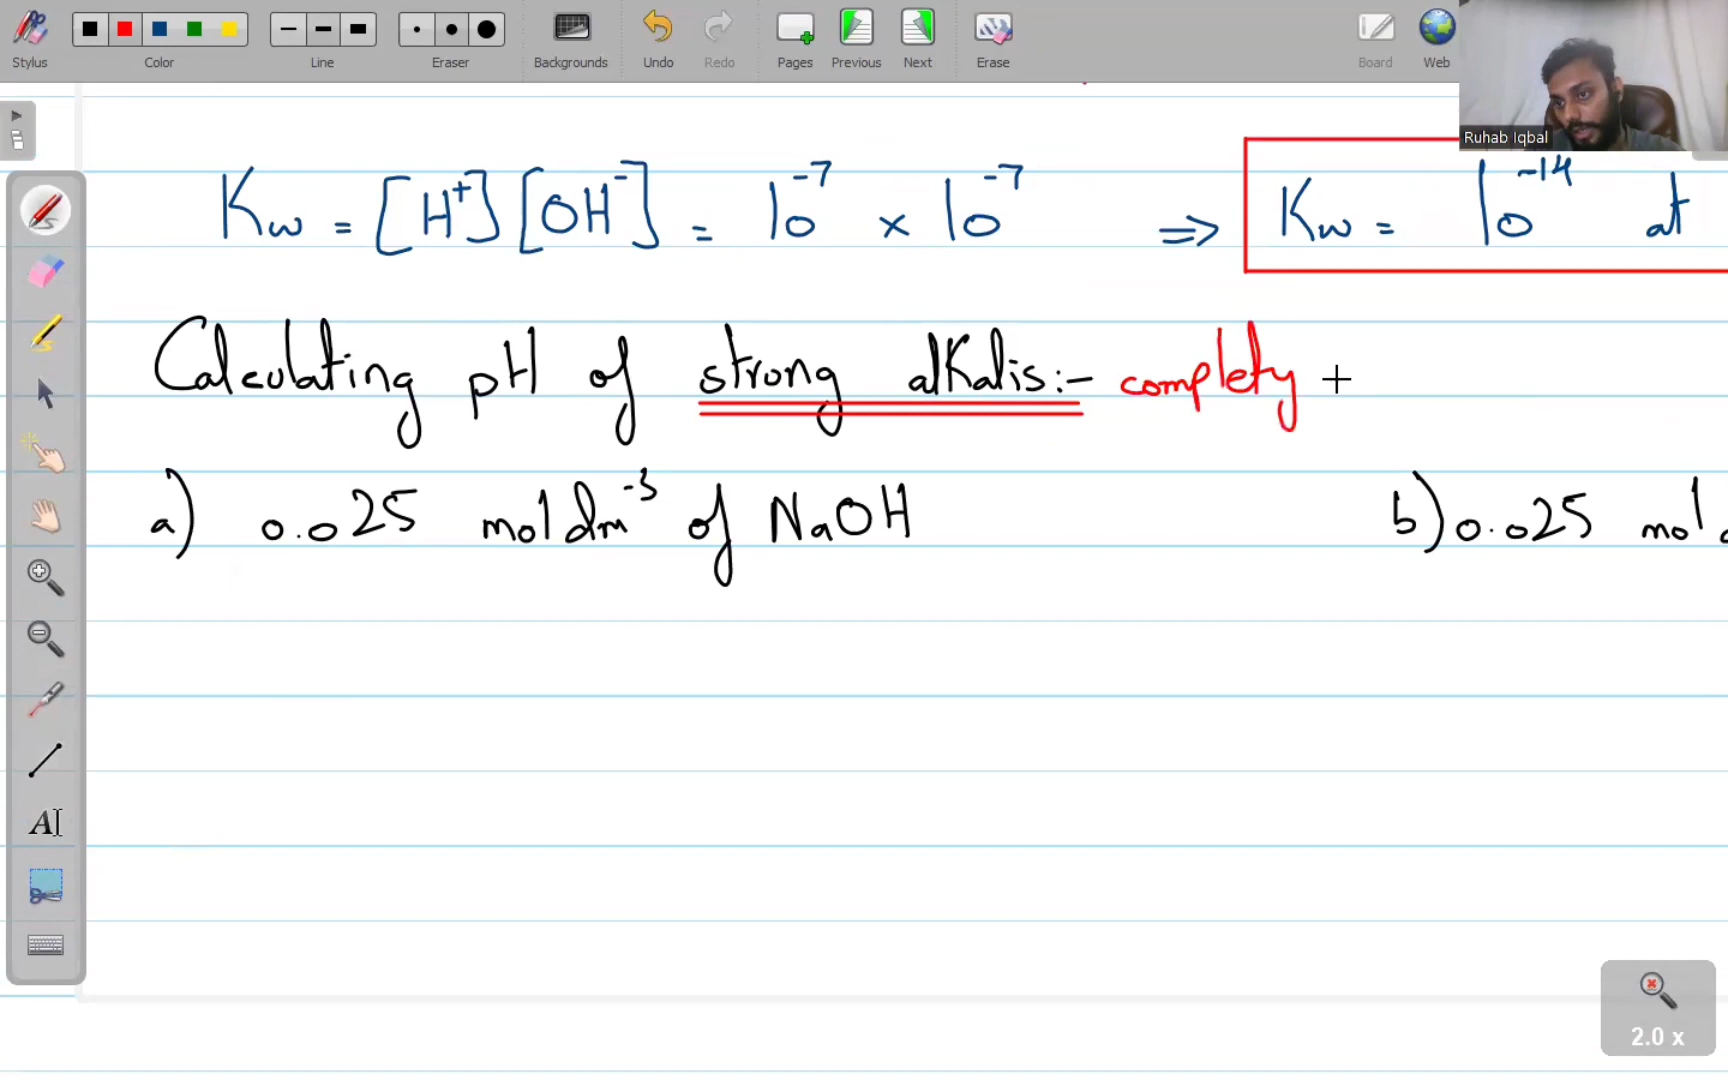 Stylus Color Line Eraser Backgrounds Undo Redo Pages Previous Next Erase Board Web
Ruhab Iqbal
Kw = [H⁺][OH⁻] = 10⁻⁷ × 10⁻⁷ ⇒ Kw = 10⁻¹⁴ at
Calculating pH of strong alkalis:- complety
a) 0.025 mol dm⁻³ of NaOH b) 0.025 mol
2.0 x